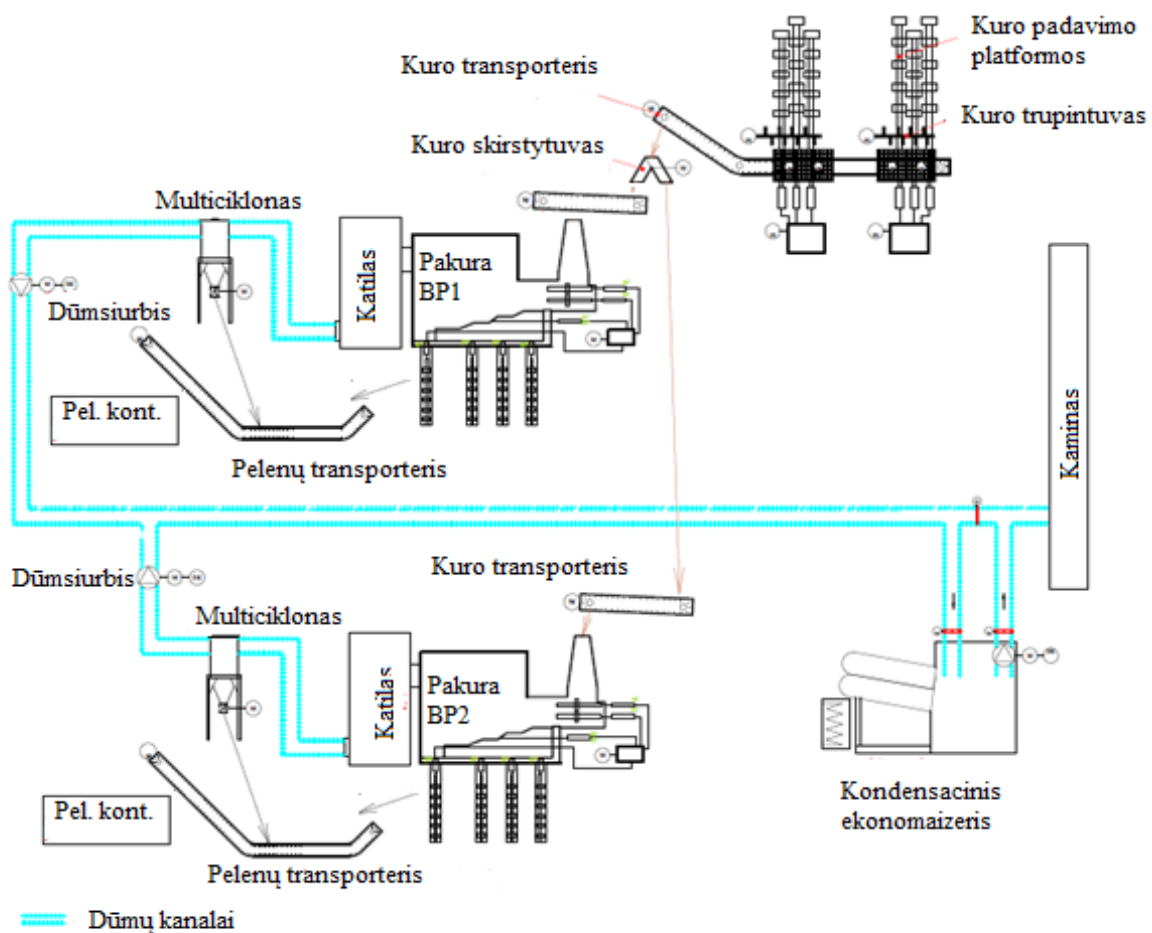 Kuro padavimo
platformos
Kuro transporteris
Kuro trupintuvas
Kuro skirstytuvas
Multiciklonas
Katilas
Pakura
BP1
Dūmsiurbis
Pel. kont.
Pelenų transporteris
Kaminas
Dūmsiurbis
Kuro transporteris
Multiciklonas
Katilas
Pakura
BP2
Pel. kont.
Kondensacinis
ekonomaizeris
Pelenų transporteris
Dūmų kanalai